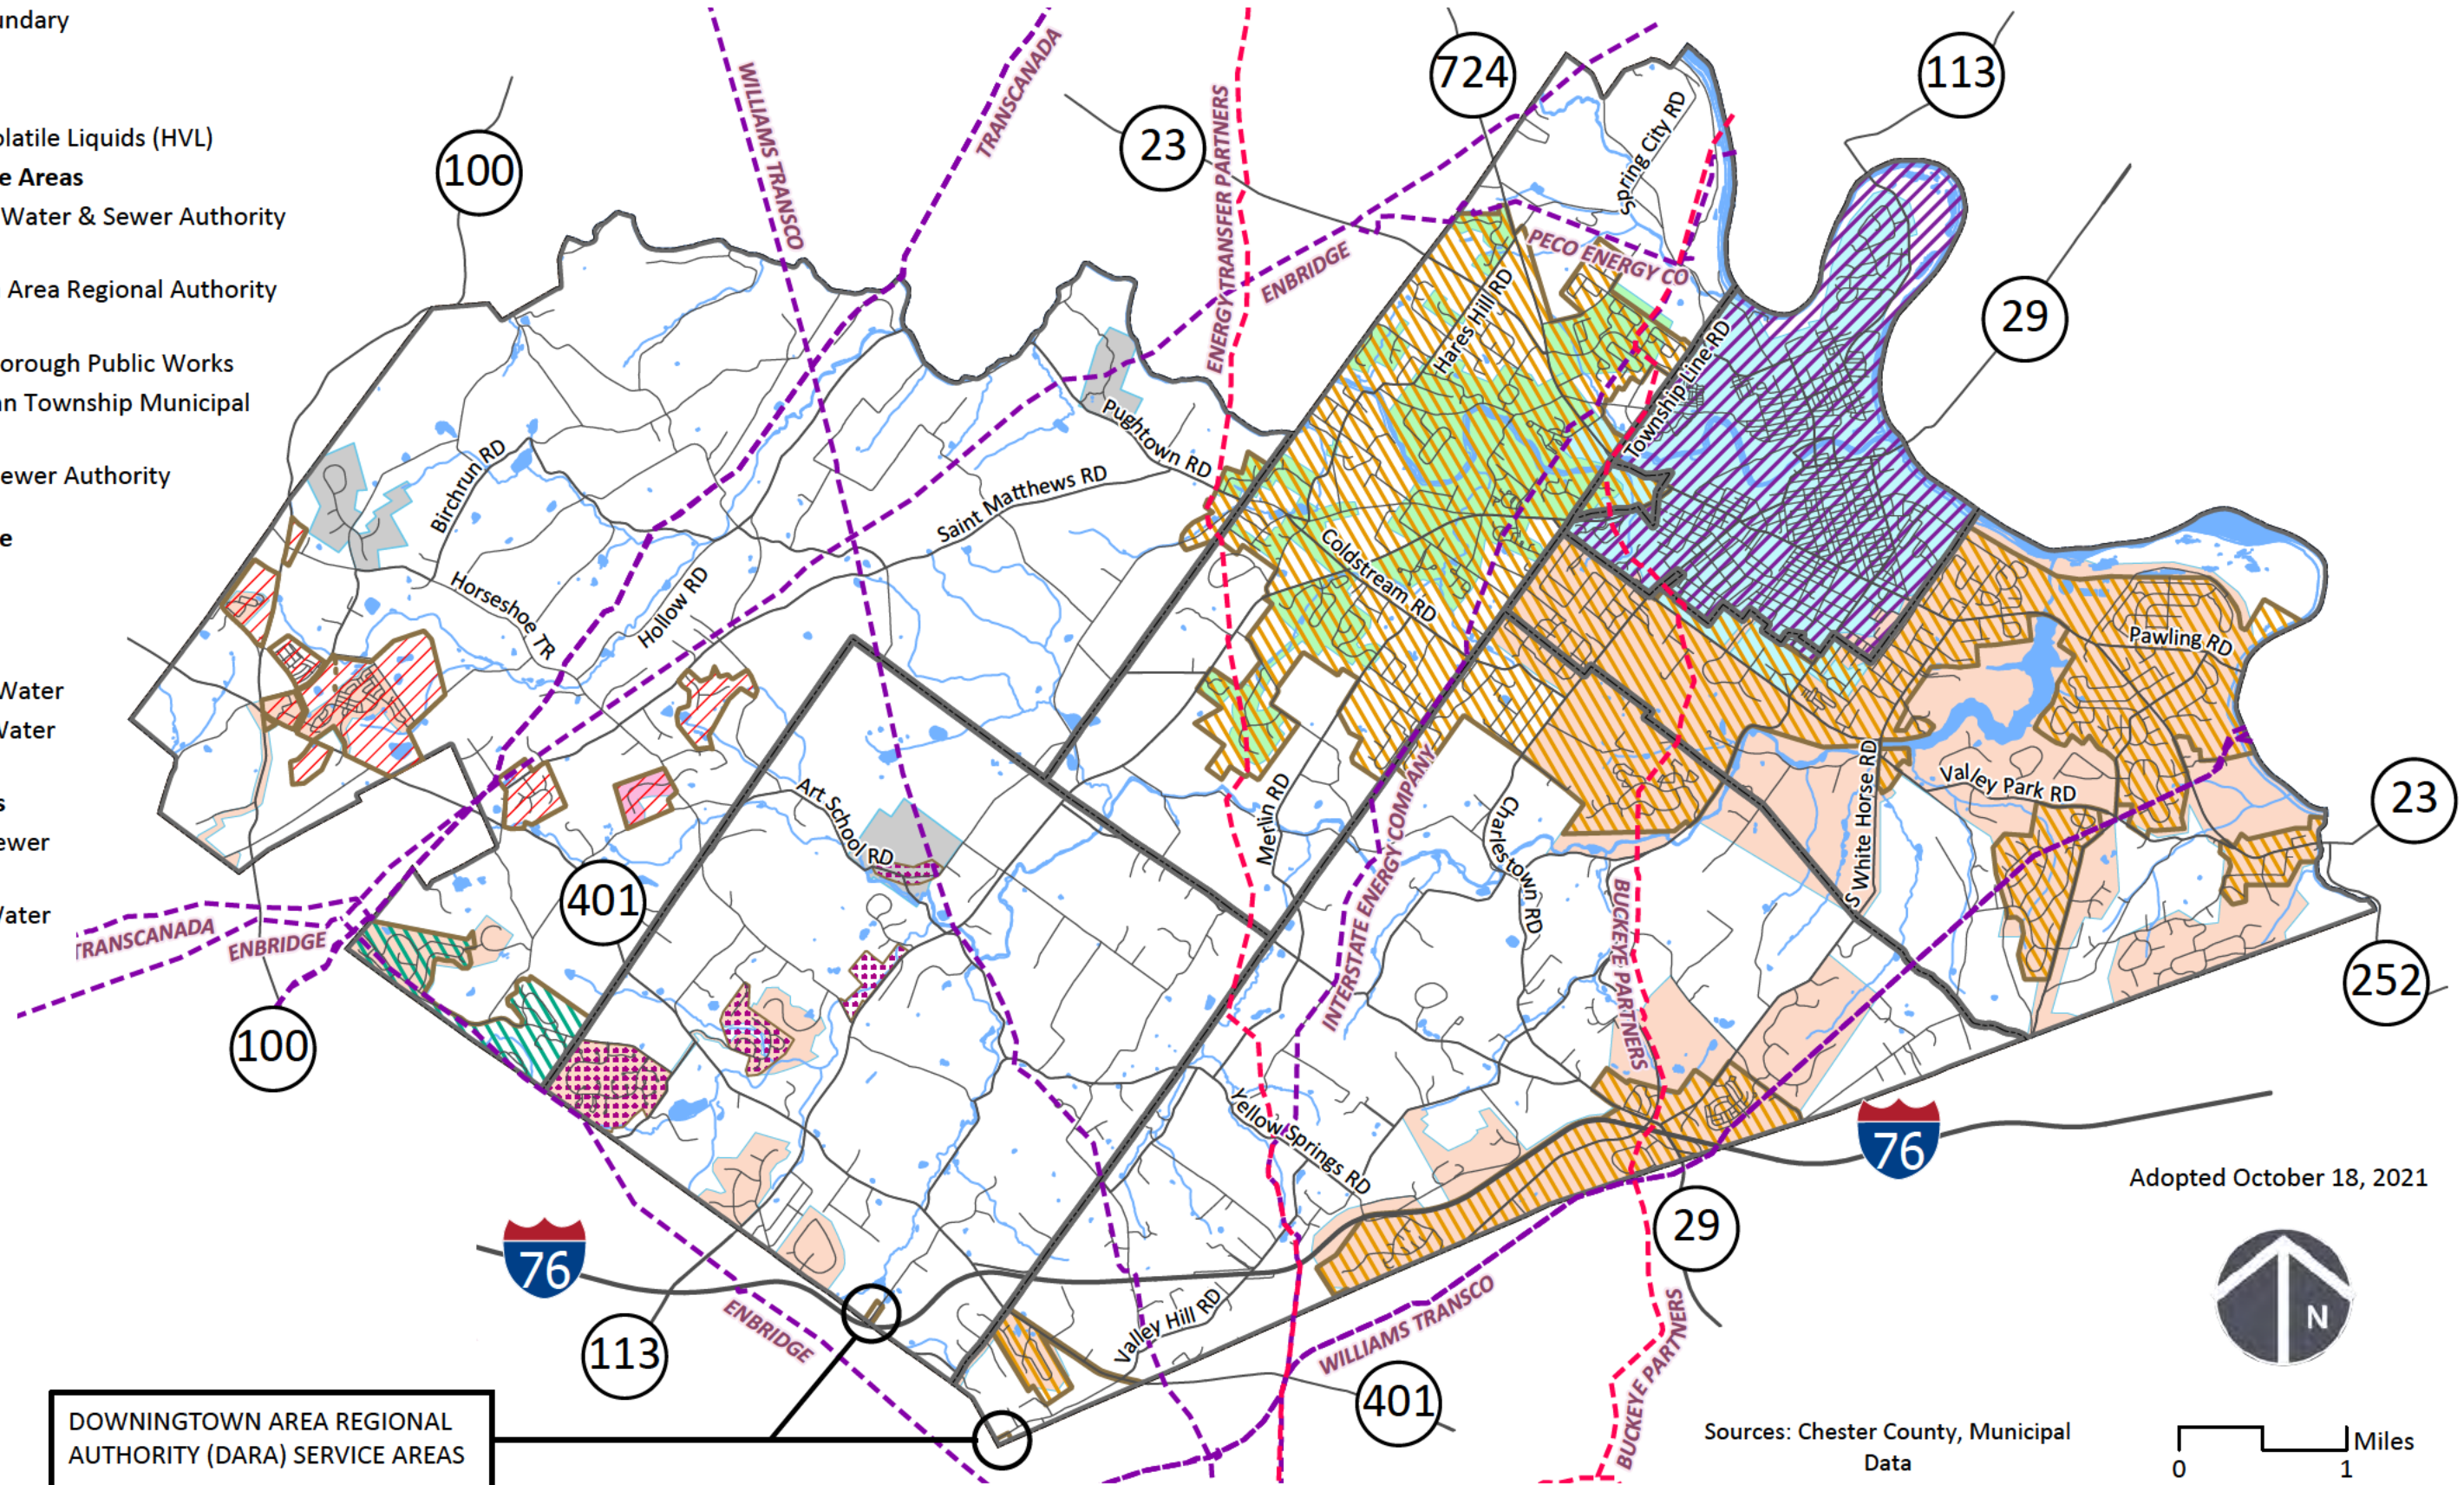 undary
olatile Liquids (HVL)
e Areas
Water & Sewer Authority
Area Regional Authority
orough Public Works
an Township Municipal
ewer Authority
e
Water
Water
s
ewer
Water
WILLIAMS TRANSCO
TRANSCANADA
ENERGY TRANSFER PARTNERS
724
113
23
100
Spring City RD
ENBRIDGE
PECO ENERGY CO
Hares Hill RD
Township Line RD
29
Pughtown RD
Birchrun RD
Saint Matthews RD
Horseshoe TR
Hollow RD
Coldstream RD
Pawling RD
Art School RD
Merlin RD
INTERSTATE ENERGY COMPANY
Charlestown RD
S White Horse RD
Valley Park RD
23
401
TRANSCANADA
ENBRIDGE
BUCKEYE PARTNERS
252
100
Yellow Springs RD
76
Adopted October 18, 2021
76
29
113
ENBRIDGE
Valley Hill RD
WILLIAMS TRANSCO
BUCKEYE PARTNERS
401
N
DOWNINGTOWN AREA REGIONAL
AUTHORITY (DARA) SERVICE AREAS
Sources: Chester County, Municipal
Data
Miles
0 1